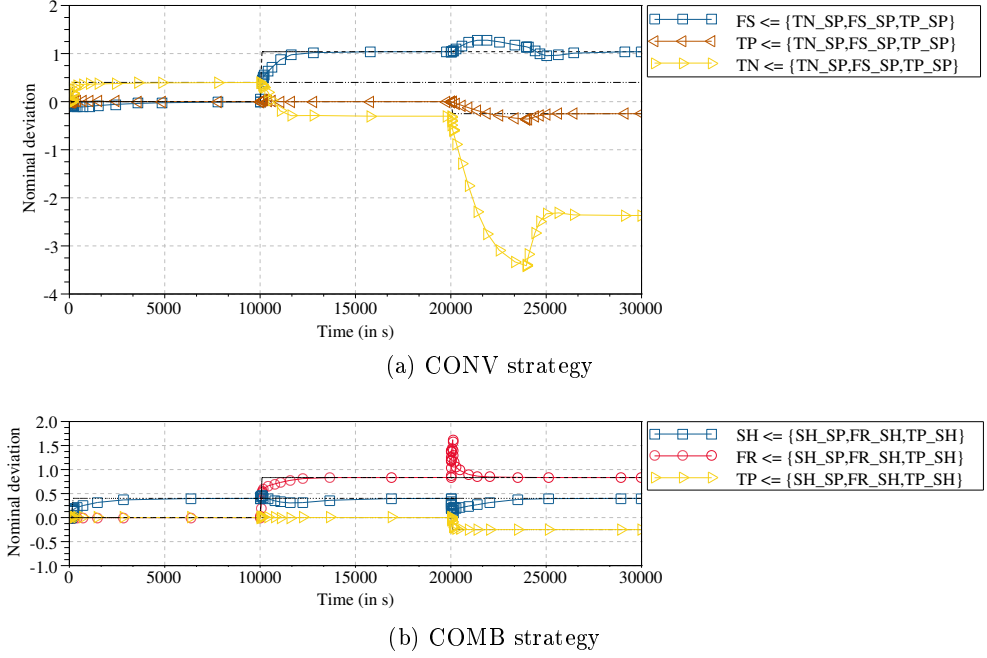 2
1
0
-1
-2
-3
-4
Nominal deviation
0
5000
10000
15000
20000
25000
30000
Time (in s)
FS <= {TN_SP,FS_SP,TP_SP}
TP <= {TN_SP,FS_SP,TP_SP}
TN <= {TN_SP,FS_SP,TP_SP}
(a) CONV strategy
2.0
1.5
1.0
0.5
0.0
-0.5
-1.0
Nominal deviation
0
5000
10000
15000
20000
25000
30000
Time (in s)
SH <= {SH_SP,FR_SH,TP_SH}
FR <= {SH_SP,FR_SH,TP_SH}
TP <= {SH_SP,FR_SH,TP_SH}
(b) COMB strategy